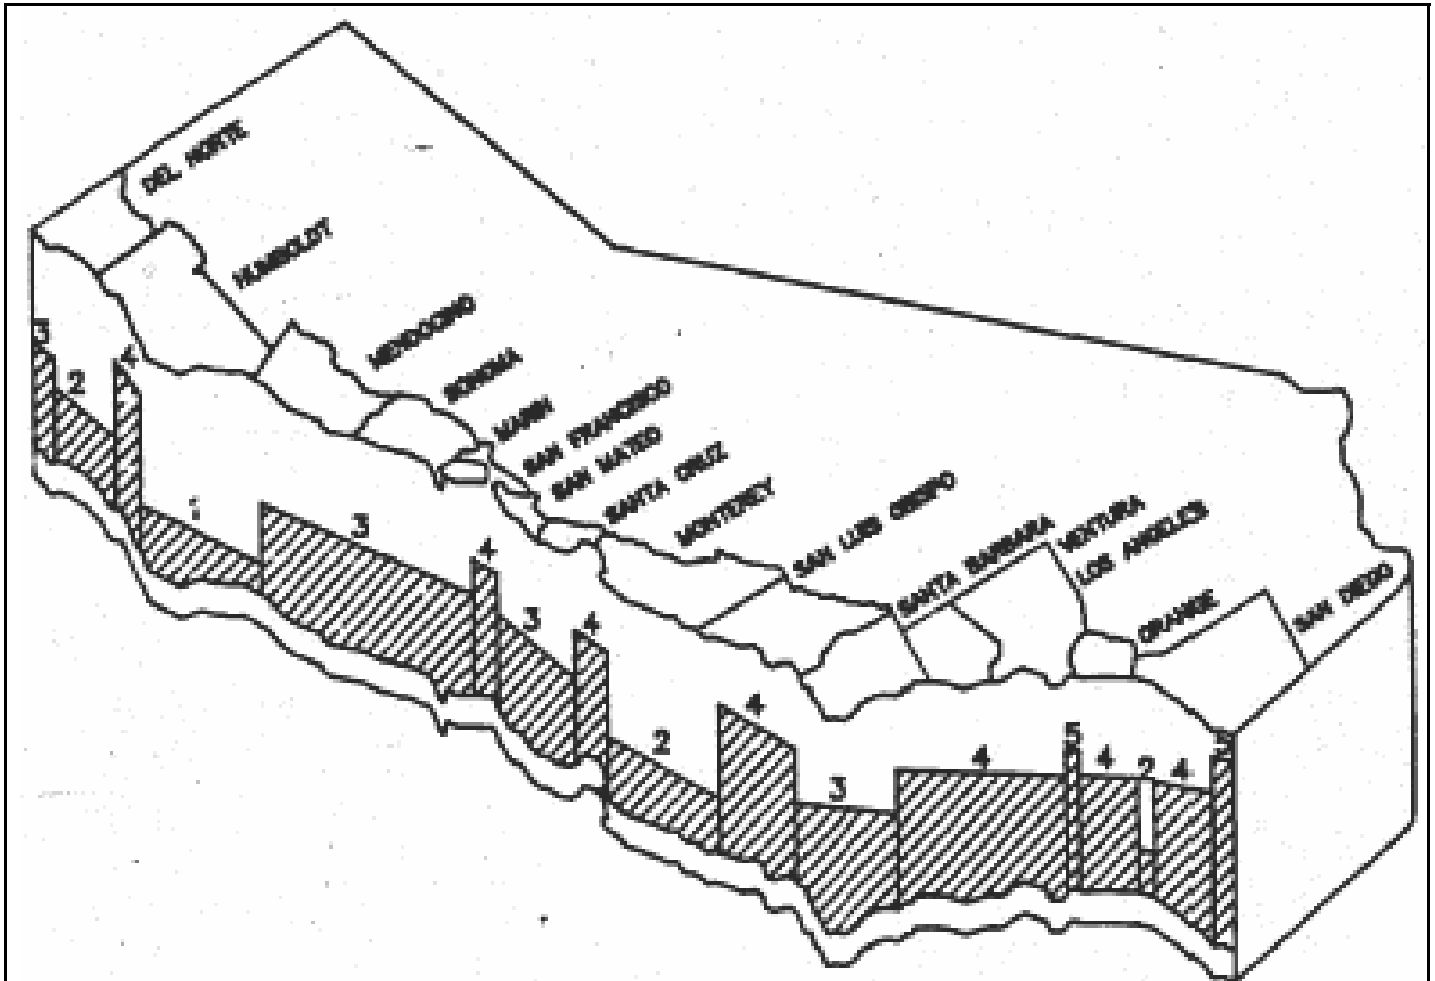 DEL NORTE
HUMBOLDT
MENDOCINO
SONOMA
MARIN
SAN FRANCISCO
SAN MATEO
SANTA CRUZ
MONTEREY
SAN LUIS OBISPO
SANTA BARBARA
VENTURA
LOS ANGELES
ORANGE
SAN DIEGO
3
2
4
1
3
4
3
4
2
4
3
4
5
4
2
4
5